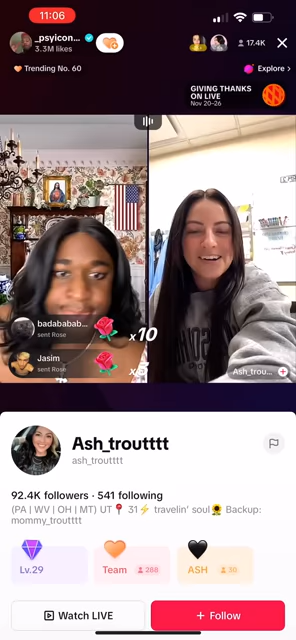 11:06
_psyicon...
3.3M likes
17.4K
Trending No. 60
Explore >
GIVING THANKS
ON LIVE
Nov 20-26
badababab...
sent Rose
x10
Jasim
sent Rose
Ash_trou...
Ash_troutttt
ash_troutttt
92.4K followers · 541 following
(PA | WV | OH | MT) UT📍 31⚡ travelin' soul🌻 Backup:
mommy_troutttt
Lv.29
Team
288
ASH
30
Watch LIVE
+ Follow